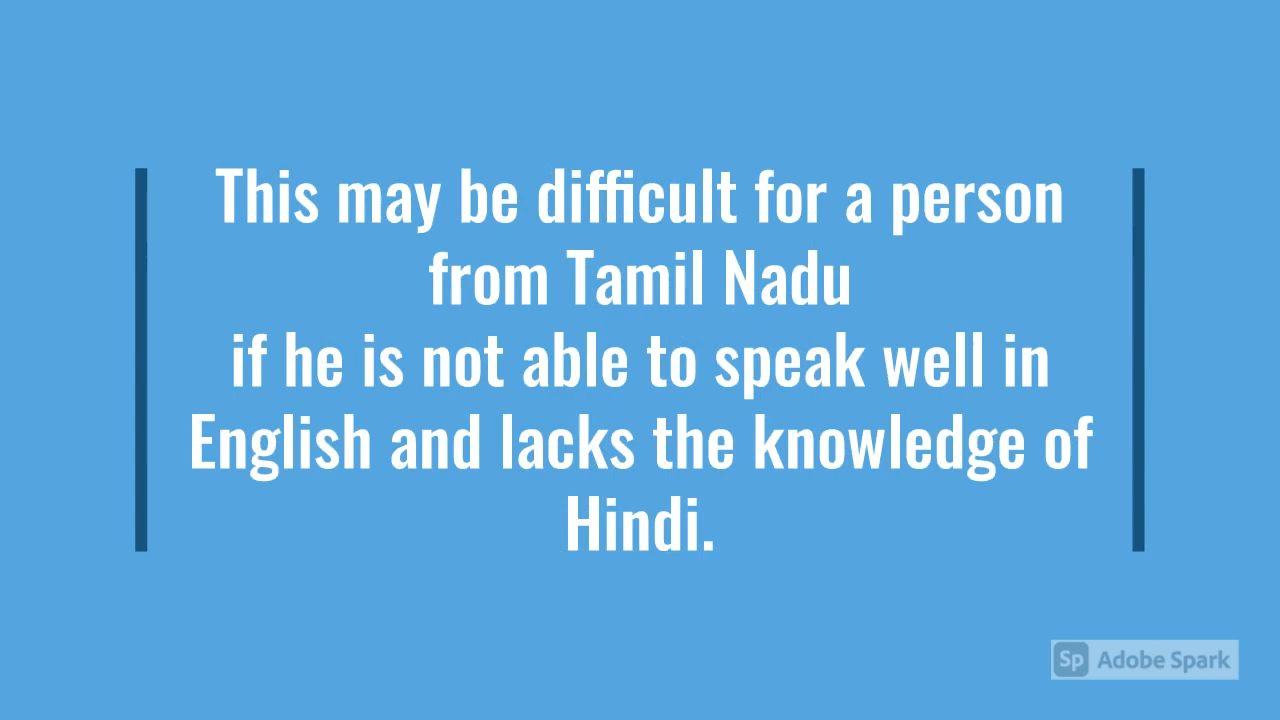 This may be difficult for a person
from Tamil Nadu
if he is not able to speak well in
English and lacks the knowledge of
Hindi.
Sp Adobe Spark